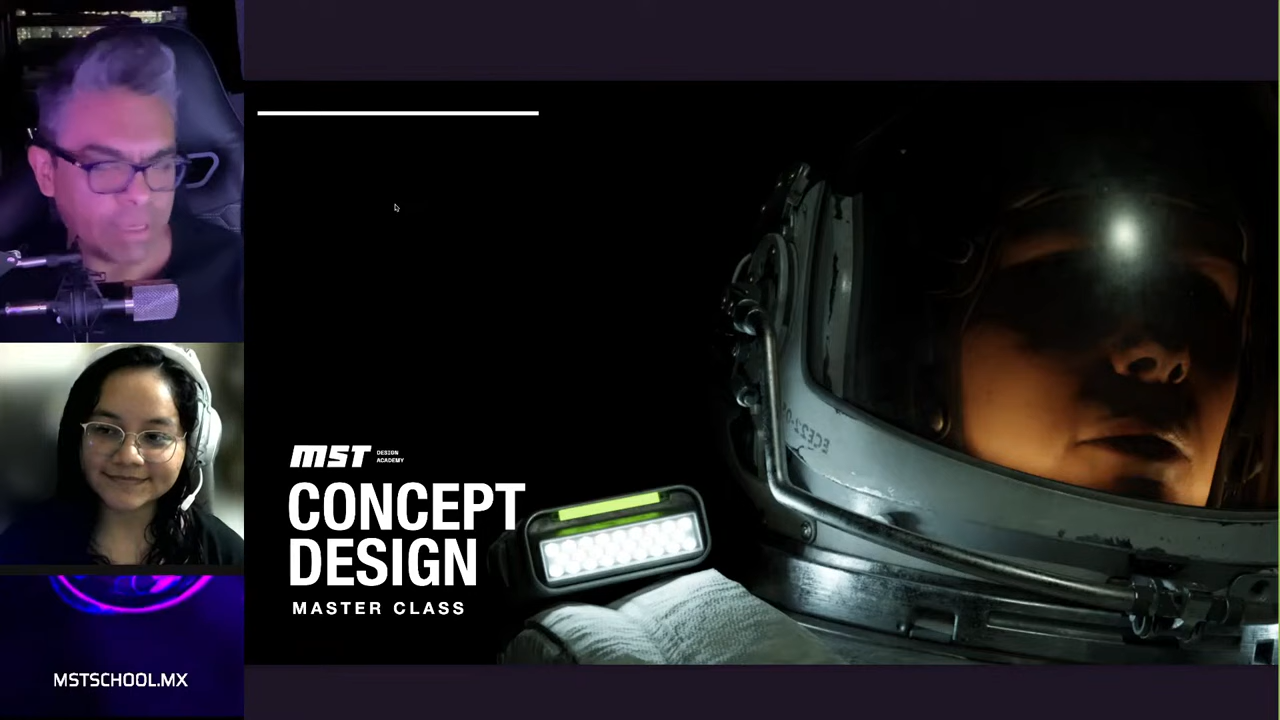 MST DESIGN
ACADEMY
CONCEPT
DESIGN
MASTER CLASS
MSTSCHOOL.MX